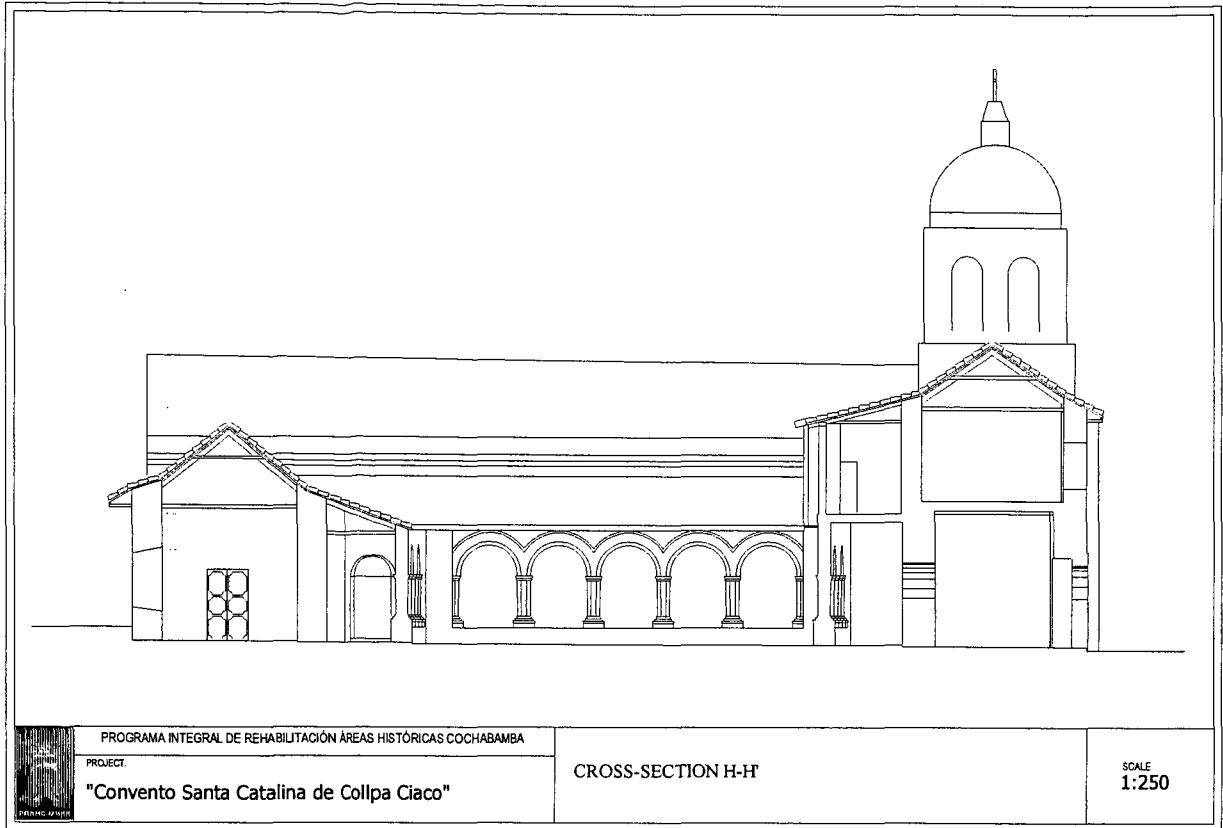 PROGRAMA INTEGRAL DE REHABILITACIÓN ÁREAS HISTÓRICAS COCHABAMBA
PROJECT:
"Convento Santa Catalina de Collpa Ciaco"
CROSS-SECTION H-H'
SCALE
1:250